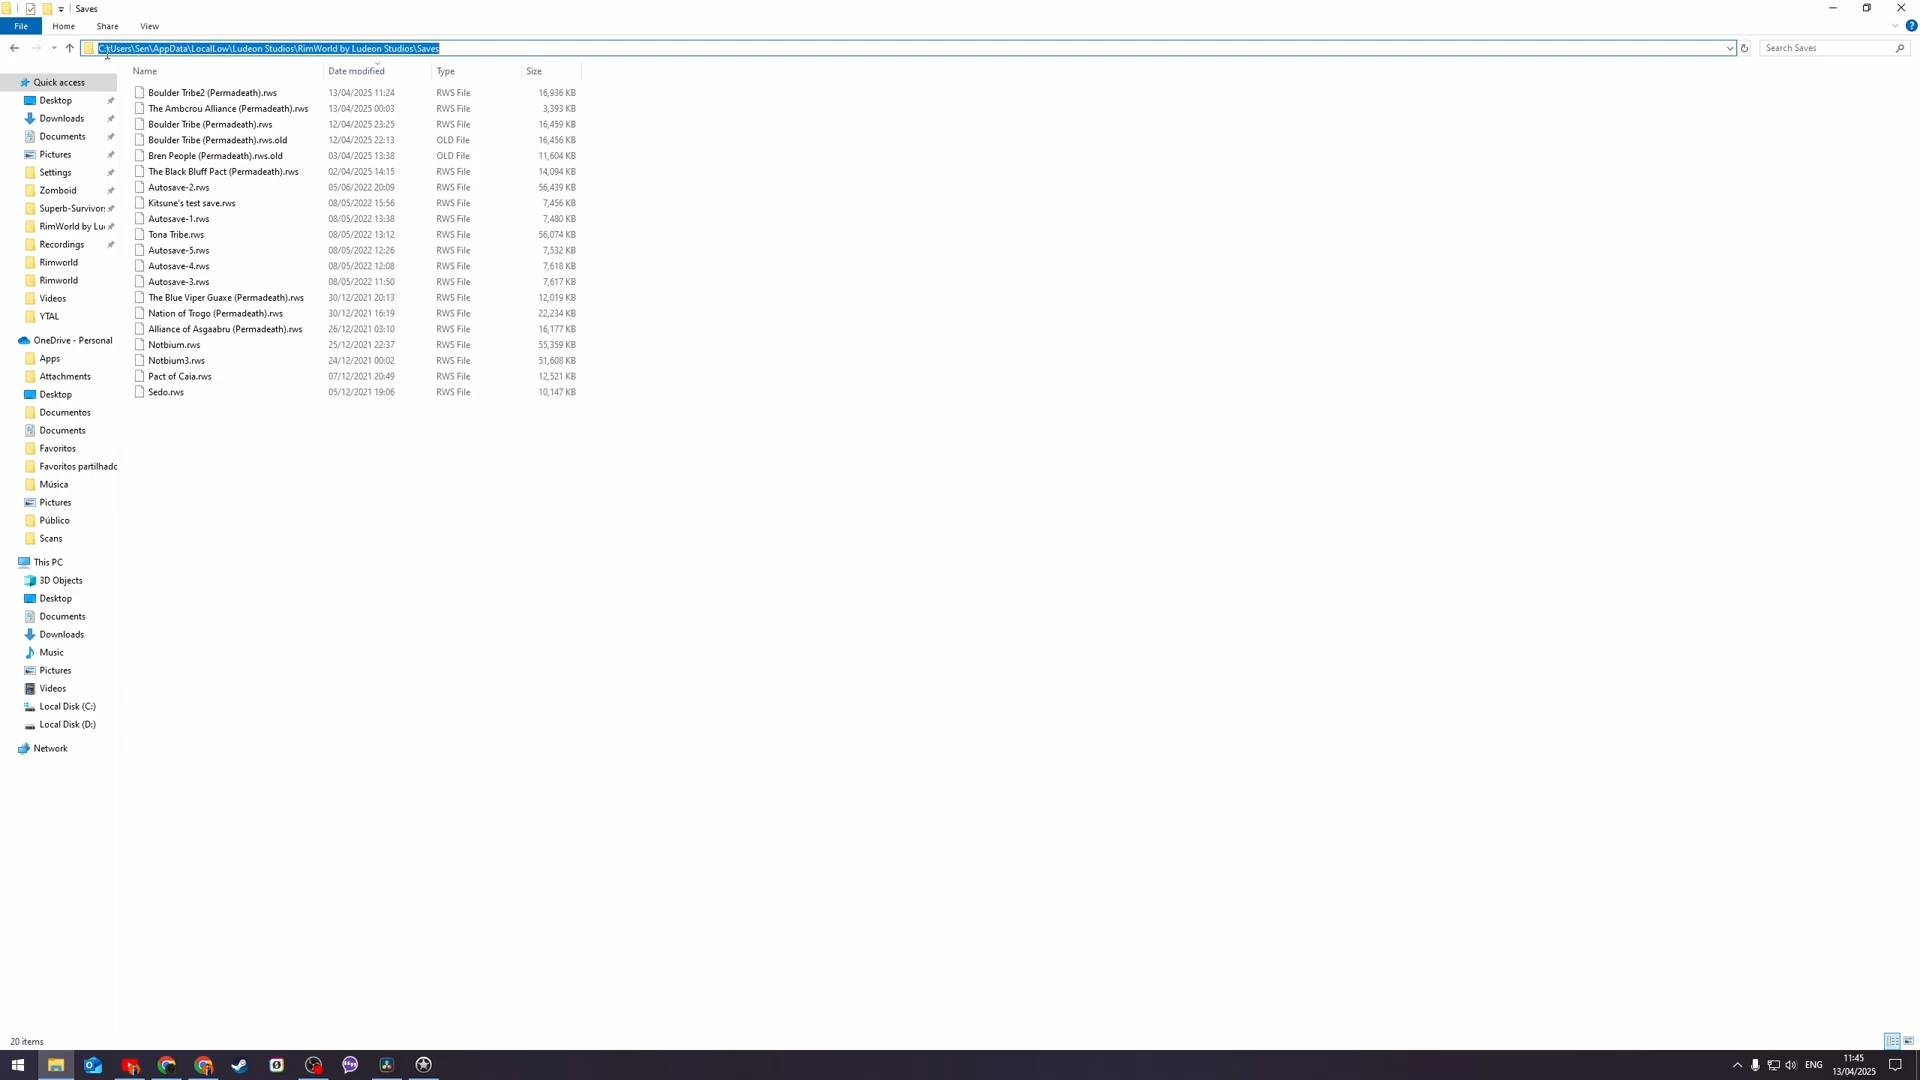 Saves
File Home Share View
C:\Users\Sen\AppData\LocalLow\Ludeon Studios\RimWorld by Ludeon Studios\Saves
Search Saves
Name Date modified Type Size
Boulder Tribe2 (Permadeath).rws 13/04/2025 11:24 RWS File 16,936 KB
The Ambcrou Alliance (Permadeath).rws 13/04/2025 00:03 RWS File 3,393 KB
Boulder Tribe (Permadeath).rws 12/04/2025 23:25 RWS File 16,459 KB
Boulder Tribe (Permadeath).rws.old 12/04/2025 22:13 OLD File 16,456 KB
Bren People (Permadeath).rws.old 03/04/2025 13:38 OLD File 11,604 KB
The Black Bluff Pact (Permadeath).rws 02/04/2025 14:15 RWS File 14,094 KB
Autosave-2.rws 05/06/2022 20:09 RWS File 56,439 KB
Kitsune's test save.rws 08/05/2022 15:56 RWS File 7,456 KB
Autosave-1.rws 08/05/2022 13:38 RWS File 7,480 KB
Tona Tribe.rws 08/05/2022 13:12 RWS File 56,074 KB
Autosave-5.rws 08/05/2022 12:26 RWS File 7,532 KB
Autosave-4.rws 08/05/2022 12:08 RWS File 7,618 KB
Autosave-3.rws 08/05/2022 11:50 RWS File 7,617 KB
The Blue Viper Guaxe (Permadeath).rws 30/12/2021 20:13 RWS File 12,019 KB
Nation of Trogo (Permadeath).rws 30/12/2021 16:19 RWS File 22,234 KB
Alliance of Asgaabru (Permadeath).rws 26/12/2021 03:10 RWS File 16,177 KB
Notbium.rws 25/12/2021 22:37 RWS File 55,359 KB
Notbium3.rws 24/12/2021 00:02 RWS File 51,608 KB
Pact of Caia.rws 07/12/2021 20:49 RWS File 12,521 KB
Sedo.rws 05/12/2021 19:06 RWS File 10,147 KB
Quick access
Desktop
Downloads
Documents
Pictures
Settings
Zomboid
Superb-Survivor
RimWorld by Lu
Recordings
Rimworld
Rimworld
Videos
YTAL
OneDrive - Personal
Apps
Attachments
Desktop
Documentos
Documents
Favoritos
Favoritos partilhado
Música
Pictures
Público
Scans
This PC
3D Objects
Desktop
Documents
Downloads
Music
Pictures
Videos
Local Disk (C:)
Local Disk (D:)
Network
20 items
ENG
11:45
13/04/2025